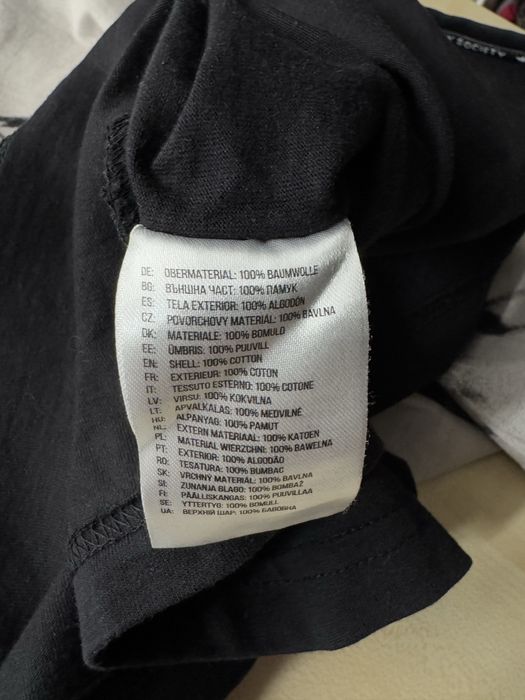 SOCIETY
DE: OBERMATERIAL: 100% BAUMWOLLE
BG: ВЪНШНА ЧАСТ: 100% ПАМУК
ES: TELA EXTERIOR: 100% ALGODÓN
CZ: POVORCHOVY MATERIÁL: 100% BAVLNA
DK: MATERIALE: 100% BOMULD
EE: ÜMBRIS: 100% PUUVILL
EN: SHELL: 100% COTTON
FR: EXTERIEUR: 100% COTON
IT: TESSUTO ESTERNO: 100% COTONE
LV: VIRSU: 100% KOKVILNA
LT: APVALKALAS: 100% MEDVILNĖ
HU: ALPANYAG: 100% PAMUT
NL: EXTERN MATERIAAL: 100% KATOEN
PL: MATERIAL WIERZCHNI: 100% BAWEŁNA
PT: EXTERIOR: 100% ALGODÃO
RO: TESATURA: 100% BUMBAC
SK: VRCHNÝ MATERIÁL: 100% BAVLNA
SI: ZUNANJA BLAGO: 100% BOMBAŽ
FI: PÄÄLLISKANGAS: 100% PUUVILLAA
SE: YTTERTYG: 100% BOMULL
UA: ВЕРХНІЙ ШАР: 100% БАВОВНА